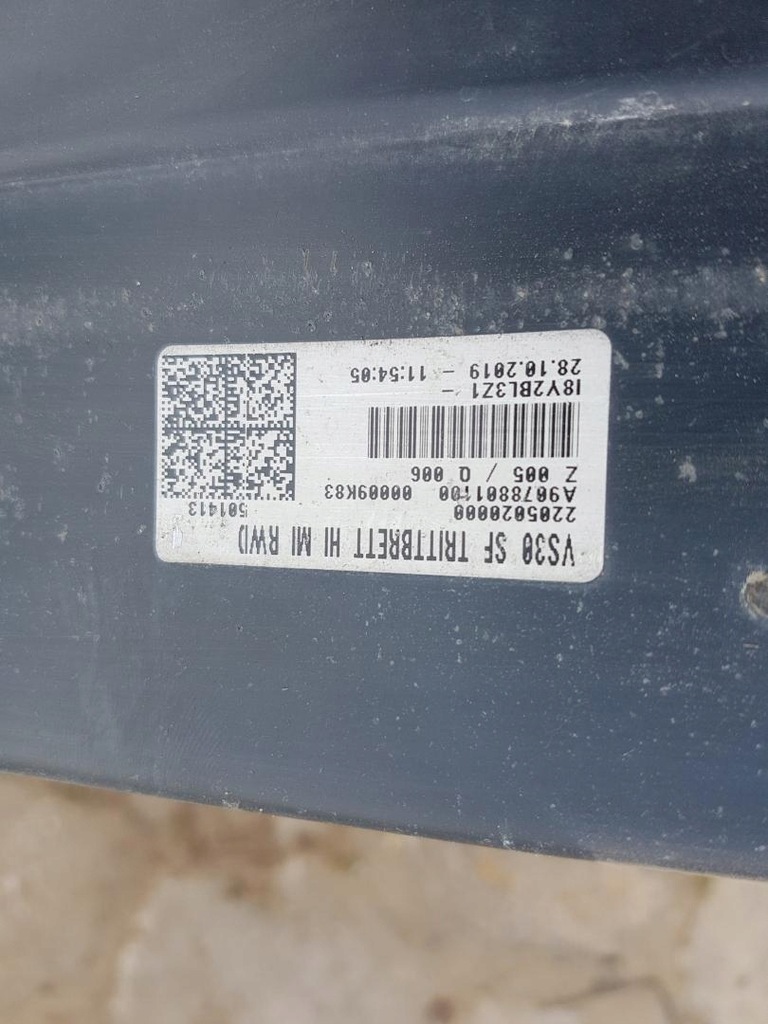 VS30 SF TRITTBRETT HI MI RWD
2205020000
501413
A9078801100 00009K83
Z 005 / Q 006
I8Y2BL3Z1 -
28.10.2019 - 11:54:05